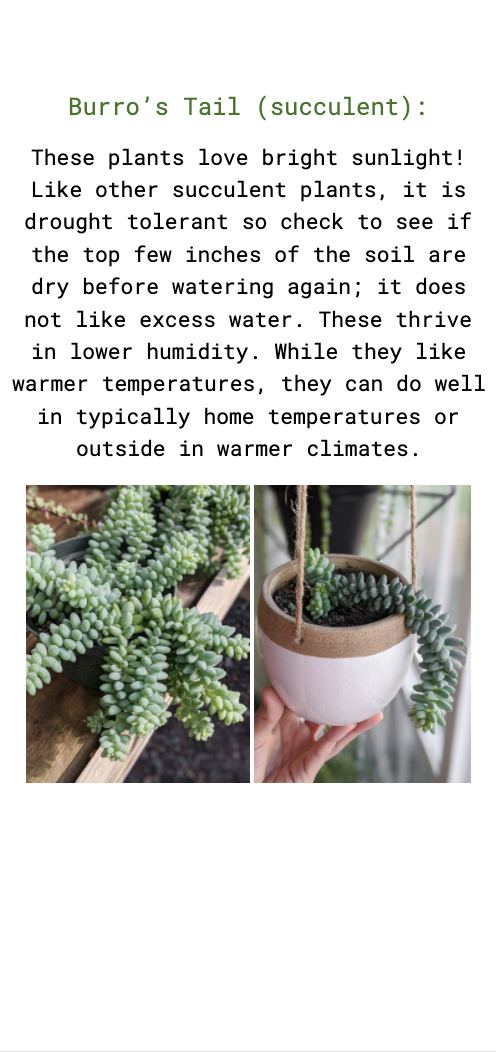 Burro’s Tail (succulent):
These plants love bright sunlight!
Like other succulent plants, it is
drought tolerant so check to see if
the top few inches of the soil are
dry before watering again; it does
not like excess water. These thrive
in lower humidity. While they like
warmer temperatures, they can do well
in typically home temperatures or
outside in warmer climates.